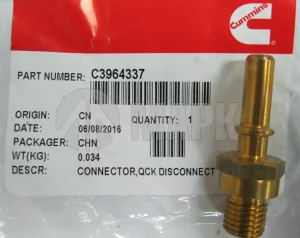 Cummins
PART NUMBER: C3964337
ORIGIN: CN QUANTITY: 1
DATE: 06/08/2016
PACKAGER: CHN
WT(KG) 0.034
DESCR: CONNECTOR,QCK DISCONNECT